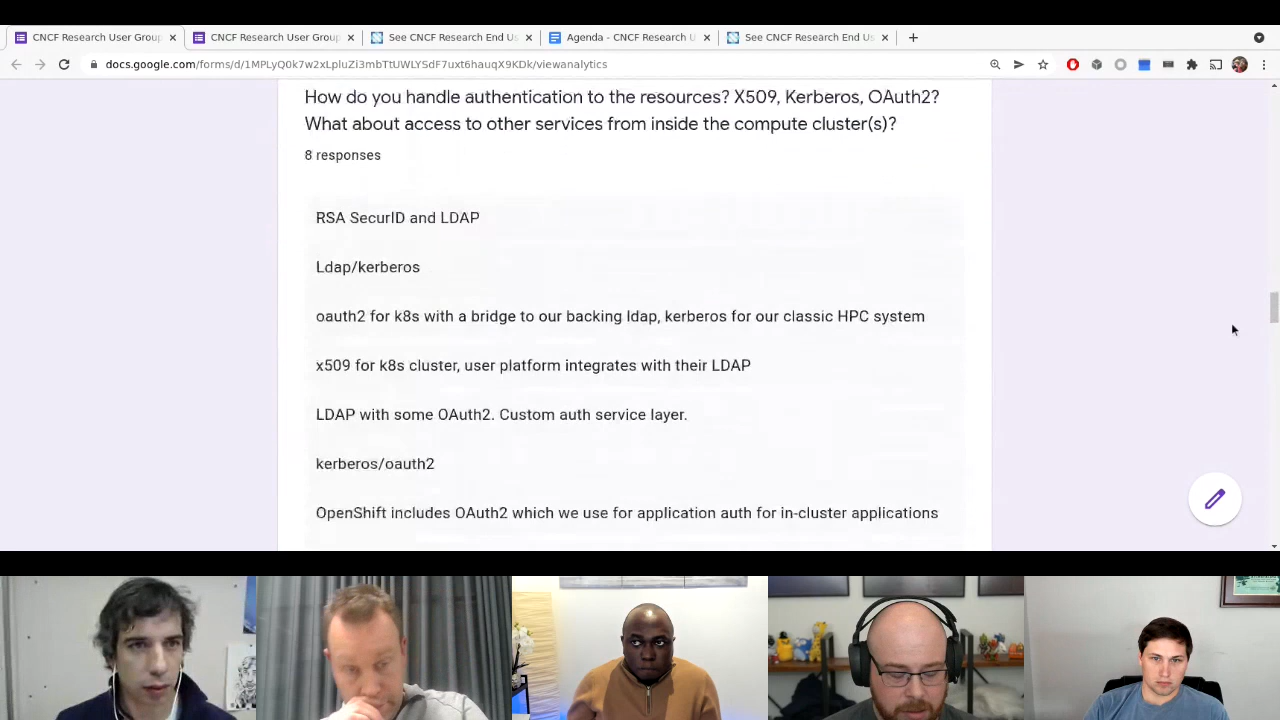 CNCF Research User Group
CNCF Research User Group
See CNCF Research End Us
Agenda - CNCF Research U
See CNCF Research End Us
docs.google.com/forms/d/1MPLyQ0k7w2xLpluZi3mbTtUWLYSdF7uxt6hauqX9KDk/viewanalytics
How do you handle authentication to the resources? X509, Kerberos, OAuth2?
What about access to other services from inside the compute cluster(s)?
8 responses
RSA SecurID and LDAP
Ldap/kerberos
oauth2 for k8s with a bridge to our backing ldap, kerberos for our classic HPC system
x509 for k8s cluster, user platform integrates with their LDAP
LDAP with some OAuth2. Custom auth service layer.
kerberos/oauth2
OpenShift includes OAuth2 which we use for application auth for in-cluster applications